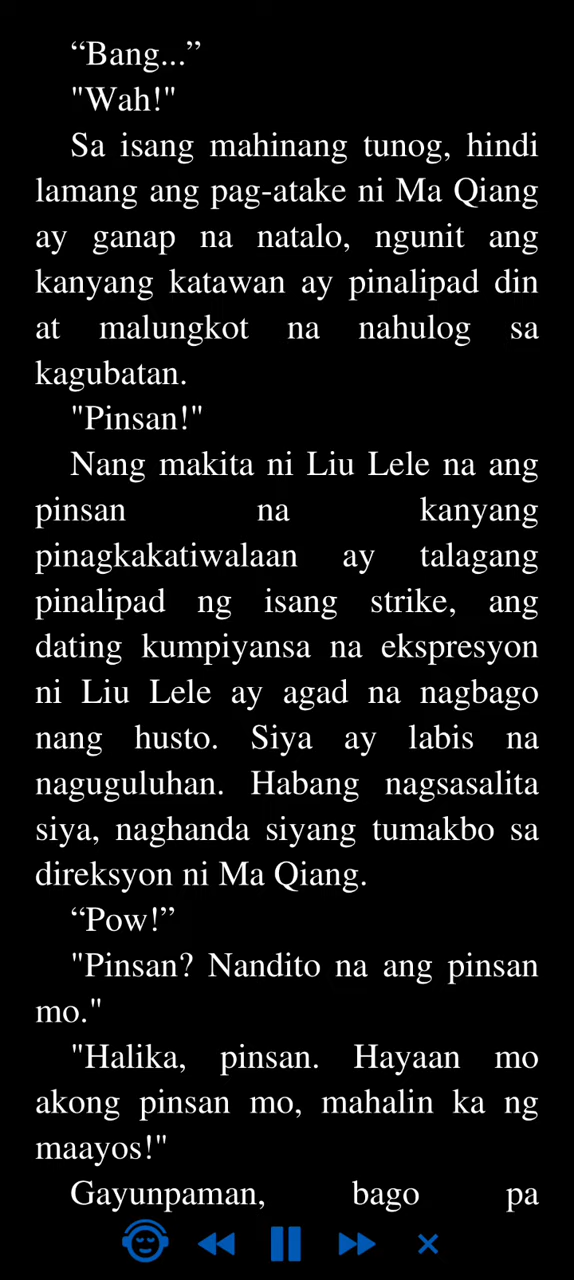 “Bang...”
"Wah!"
Sa isang mahinang tunog, hindi
lamang ang pag-atake ni Ma Qiang
ay ganap na natalo, ngunit ang
kanyang katawan ay pinalipad din
at malungkot na nahulog sa
kagubatan.
"Pinsan!"
Nang makita ni Liu Lele na ang
pinsan na kanyang
pinagkakatiwalaan ay talagang
pinalipad ng isang strike, ang
dating kumpiyansa na ekspresyon
ni Liu Lele ay agad na nagbago
nang husto. Siya ay labis na
naguguluhan. Habang nagsasalita
siya, naghanda siyang tumakbo sa
direksyon ni Ma Qiang.
“Pow!”
"Pinsan? Nandito na ang pinsan
mo."
"Halika, pinsan. Hayaan mo
akong pinsan mo, mahalin ka ng
maayos!"
Gayunpaman, bago pa